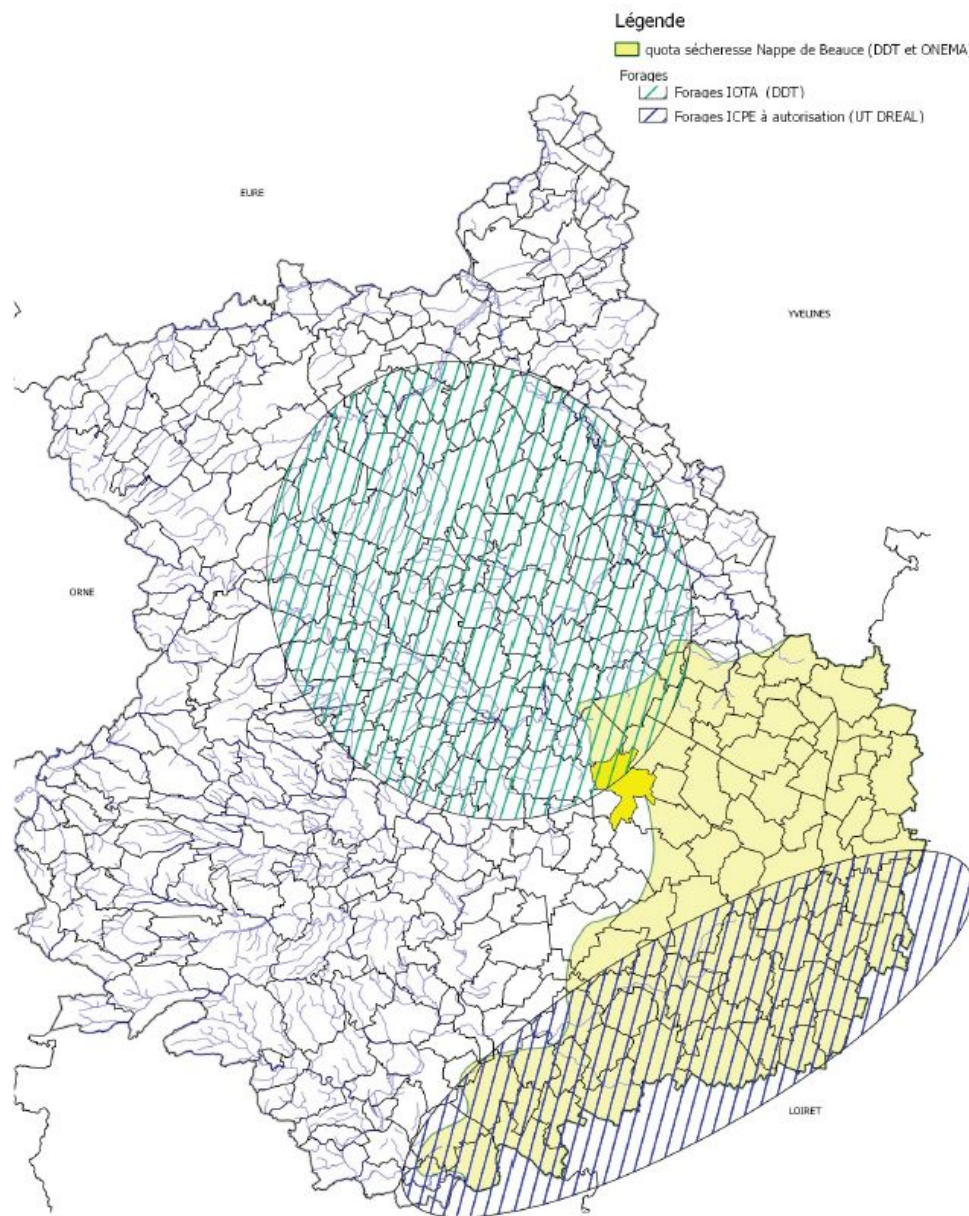 Légende
quota sécheresse Nappe de Beauce (DDT et ONEMA)
Forages
Forages IOTA (DDT)
Forages ICPE à autorisation (UT DREAL)
EURE
YVELINES
ORNE
LOIRET